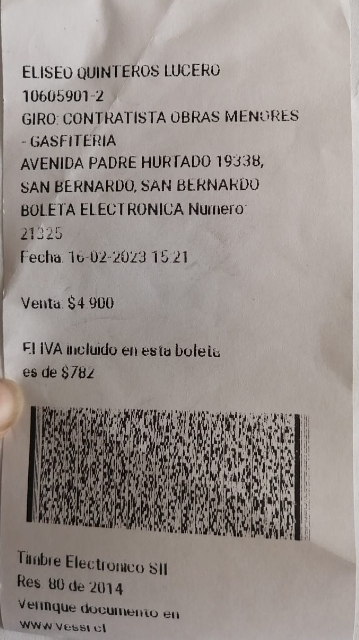 ELISEO QUINTEROS LUCERO
10605901-2
GIRO: CONTRATISTA OBRAS MENORES
- GASFITERIA
AVENIDA PADRE HURTADO 19338,
SAN BERNARDO, SAN BERNARDO
BOLETA ELECTRONICA Numero:
21325
Fecha: 16-02-2023 15:21
Venta: $4.900
El IVA incluido en esta boleta
es de $782
Timbre Electronico SII
Res. 80 de 2014
Verifique documento en
www.vessi.cl